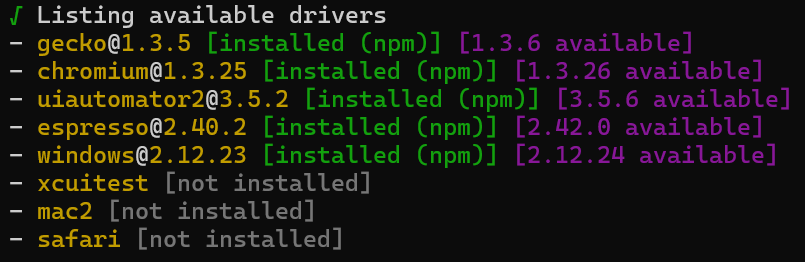 √ Listing available drivers
- gecko@1.3.5 [installed (npm)] [1.3.6 available]
- chromium@1.3.25 [installed (npm)] [1.3.26 available]
- uiautomator2@3.5.2 [installed (npm)] [3.5.6 available]
- espresso@2.40.2 [installed (npm)] [2.42.0 available]
- windows@2.12.23 [installed (npm)] [2.12.24 available]
- xcuitest [not installed]
- mac2 [not installed]
- safari [not installed]